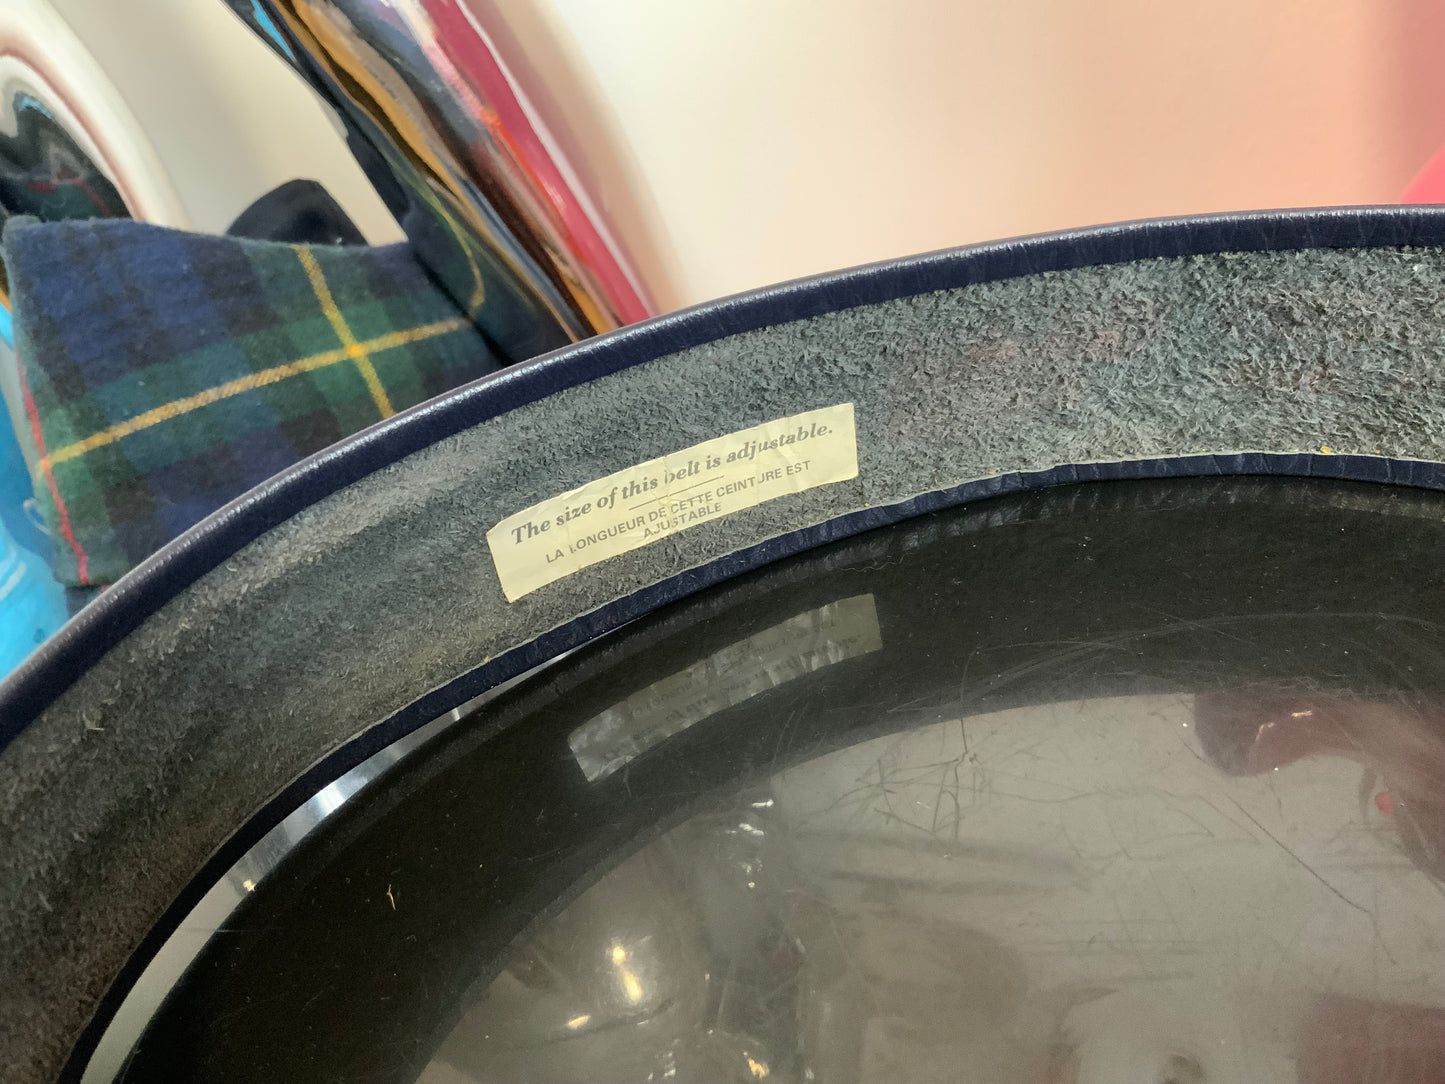 The size of this belt is adjustable.
LA LONGUEUR DE CETTE CEINTURE EST
AJUSTABLE